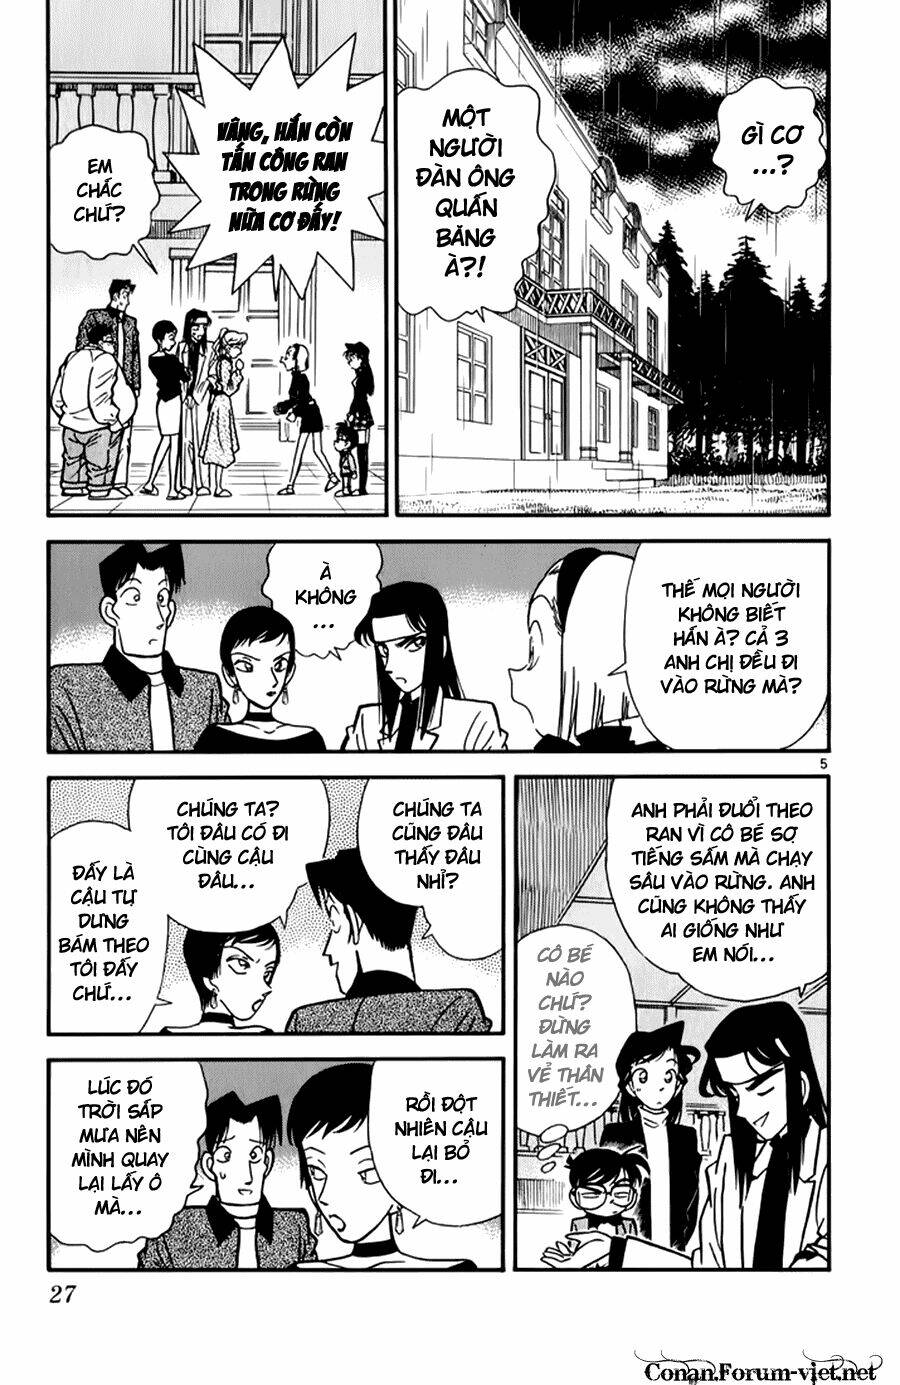 GÌ CƠ
...?
MỘT
NGƯỜI
ĐÀN ÔNG
QUẤN
BĂNG
À?!
VÂNG, HẮN CÒN
TẤN CÔNG RAN
TRONG RỪNG
NỮA CƠ ĐẤY!
EM
CHẮC
CHỨ?
THẾ MỌI NGƯỜI
KHÔNG BIẾT
HẮN À? CẢ 3
ANH CHỊ ĐỀU ĐI
VÀO RỪNG MÀ?
À
KHÔNG
...
5
ANH PHẢI ĐUỔI THEO
RAN VÌ CÔ BÉ SỢ
TIẾNG SẤM MÀ CHẠY
SÂU VÀO RỪNG. ANH
CŨNG KHÔNG THẤY
AI GIỐNG NHƯ
EM NÓI...
CÔ BÉ
NÀO
CHỨ?
ĐỪNG
LÀM RA
VẺ THÂN
THIẾT...
CHÚNG TA
CŨNG ĐÂU
THẤY ĐÂU
NHỈ?
CHÚNG TA?
TÔI ĐÂU CÓ ĐI
CÙNG CẬU
ĐÂU...
ĐẤY LÀ
CẬU TỰ
DƯNG
BÁM THEO
TÔI ĐẤY
CHỨ...
RỒI ĐỘT
NHIÊN CẬU
LẠI BỎ
ĐI...
LÚC ĐÓ
TRỜI SẮP
MƯA NÊN
MÌNH QUAY
LẠI LẤY Ô
MÀ...
27
Conan.Forum-viet.net